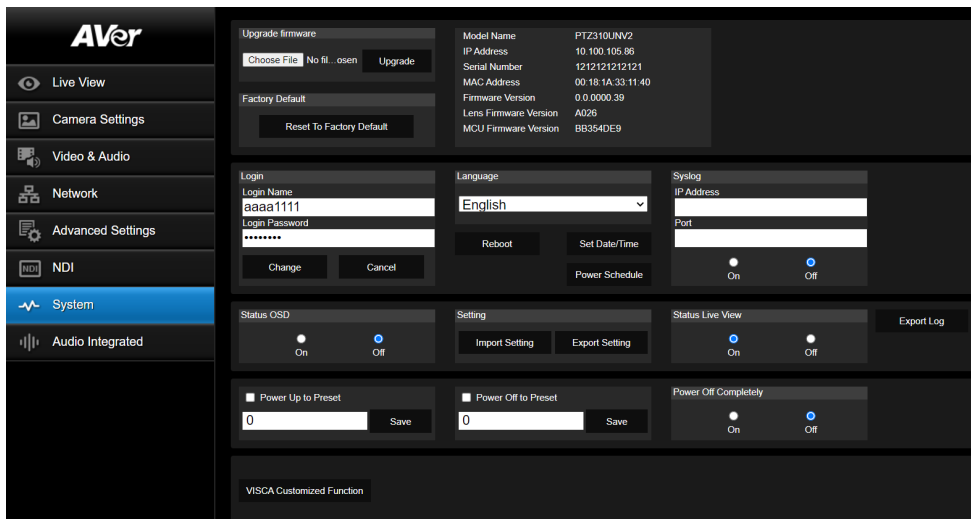 AVer
Live View
Camera Settings
Video & Audio
Network
Advanced Settings
NDI NDI
System
Audio Integrated
Upgrade firmware
Choose File No fil...osen Upgrade
Factory Default
Reset To Factory Default
Model Name PTZ310UNV2
IP Address 10.100.105.86
Serial Number 1212121212121
MAC Address 00:18:1A:33:11:40
Firmware Version 0.0.0000.39
Lens Firmware Version A026
MCU Firmware Version BB354DE9
Login
Login Name
aaaa1111
Login Password
••••••••
Change Cancel
Language
English
Reboot Set Date/Time
Power Schedule
Syslog
IP Address
Port
On Off
Status OSD
On Off
Setting
Import Setting Export Setting
Status Live View
On Off
Export Log
Power Up to Preset
0 Save
Power Off to Preset
0 Save
Power Off Completely
On Off
VISCA Customized Function